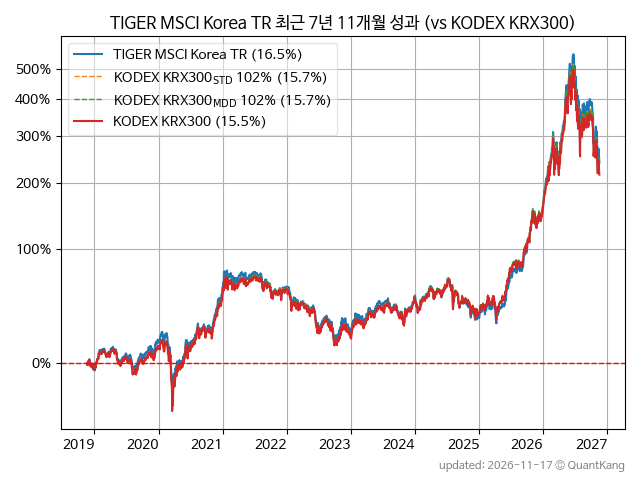 TIGER MSCI Korea TR 최근 7년 11개월 성과 (vs KODEX KRX300)
TIGER MSCI Korea TR (16.5%)
KODEX KRX300STD 102% (15.7%)
KODEX KRX300MDD 102% (15.7%)
KODEX KRX300 (15.5%)
500%
400%
300%
200%
100%
0%
2019 2020 2021 2022 2023 2024 2025 2026 2027
updated: 2026-11-17 © QuantKang